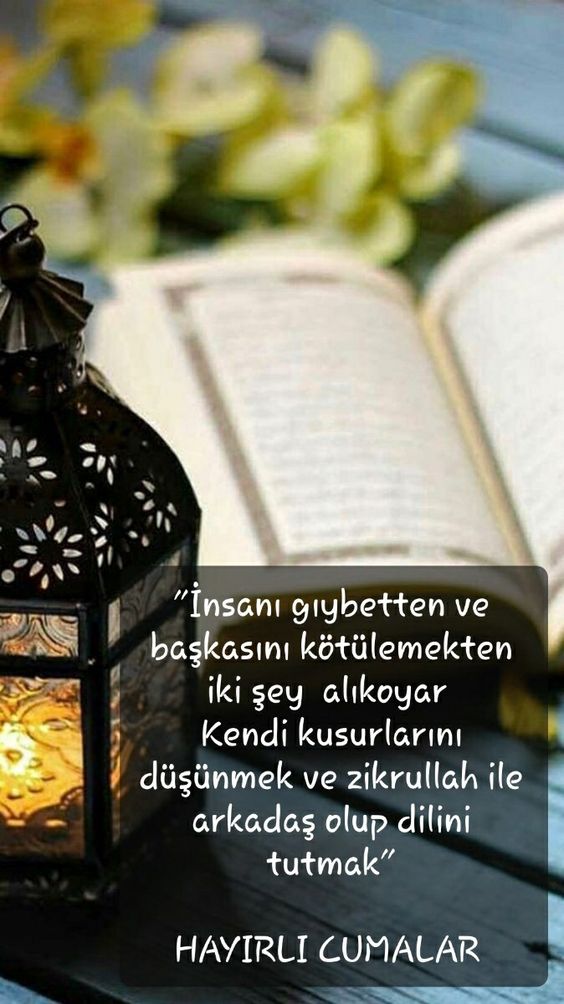 "İnsanı gıybetten ve
başkasını kötülemekten
iki şey alıkoyar
Kendi kusurlarını
düşünmek ve zikrullah ile
arkadaş olup dilini
tutmak"
HAYIRLI CUMALAR